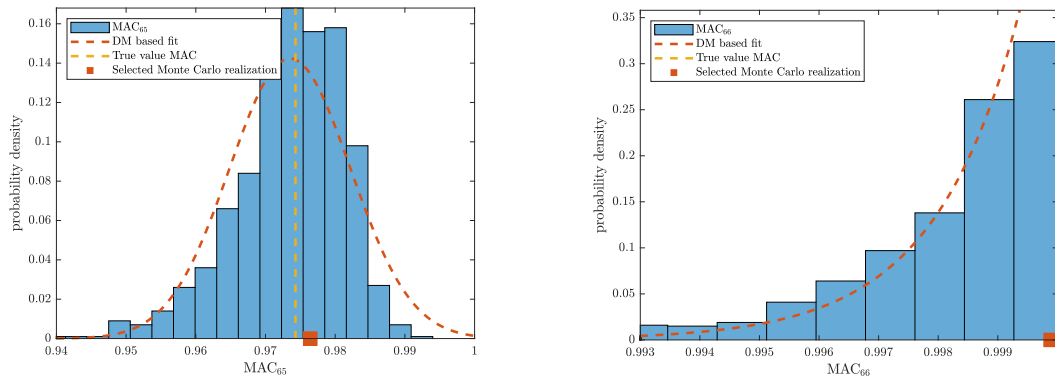 0.16
0.14
0.12
0.1
0.08
0.06
0.04
0.02
0
probability density
MAC65
DM based fit
True value MAC
Selected Monte Carlo realization
0.94
0.95
0.96
0.97
0.98
0.99
1
MAC65
0.35
0.3
0.25
0.2
0.15
0.1
0.05
0
probability density
MAC66
DM based fit
True value MAC
Selected Monte Carlo realization
0.993
0.994
0.995
0.996
0.997
0.998
0.999
MAC66